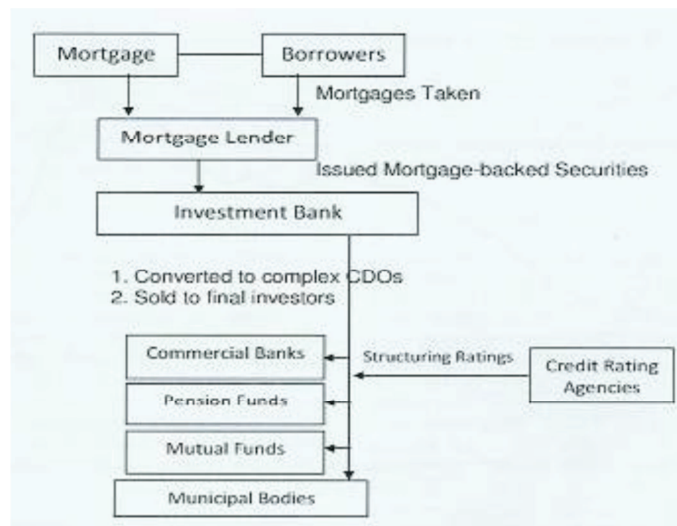 Mortgage
Borrowers
Mortgages Taken
Mortgage Lender
Issued Mortgage-backed Securities
Investment Bank
1. Converted to complex CDOs
2. Sold to final investors
Commercial Banks
Structuring Ratings
Credit Rating
Agencies
Pension Funds
Mutual Funds
Municipal Bodies